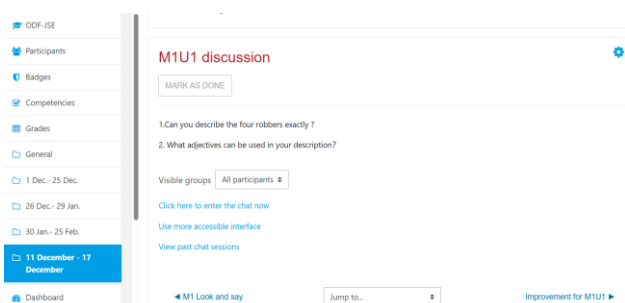 ODF-JSE
Participants
Badges
Competencies
Grades
General
1 Dec.- 25 Dec.
26 Dec.- 29 Jan.
30 Jan.- 25 Feb.
11 December - 17
December
Dashboard
M1U1 discussion
MARK AS DONE
1.Can you describe the four robbers exactly ?
2. What adjectives can be used in your description?
Visible groups All participants
Click here to enter the chat now
Use more accessible interface
View past chat sessions
◄ M1 Look and say Jump to... Improvement for M1U1 ►